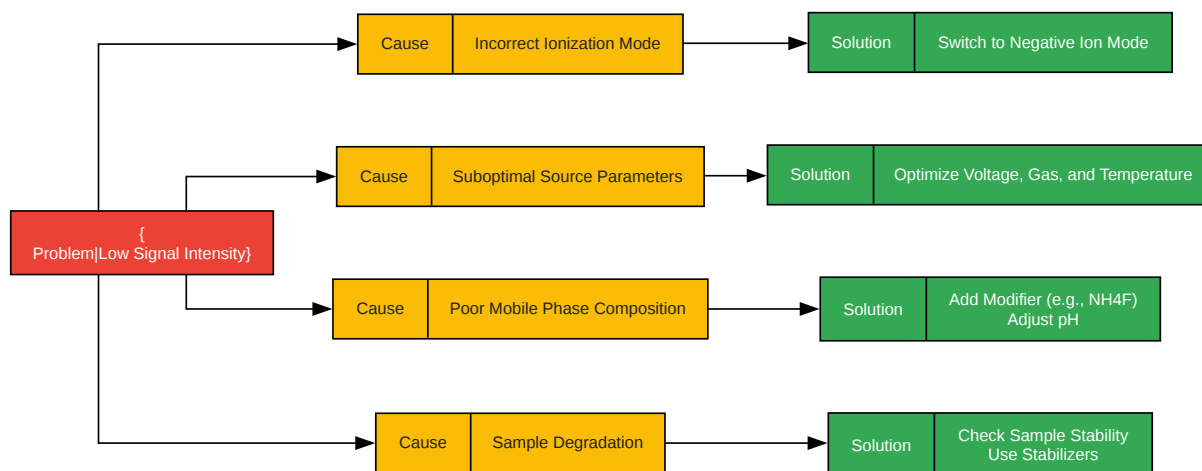 Cause Incorrect Ionization Mode
Solution Switch to Negative Ion Mode
Cause Suboptimal Source Parameters
Solution Optimize Voltage, Gas, and Temperature
{
Problem|Low Signal Intensity}
Cause Poor Mobile Phase Composition
Solution Add Modifier (e.g., NH4F)
Adjust pH
Cause Sample Degradation
Solution Check Sample Stability
Use Stabilizers